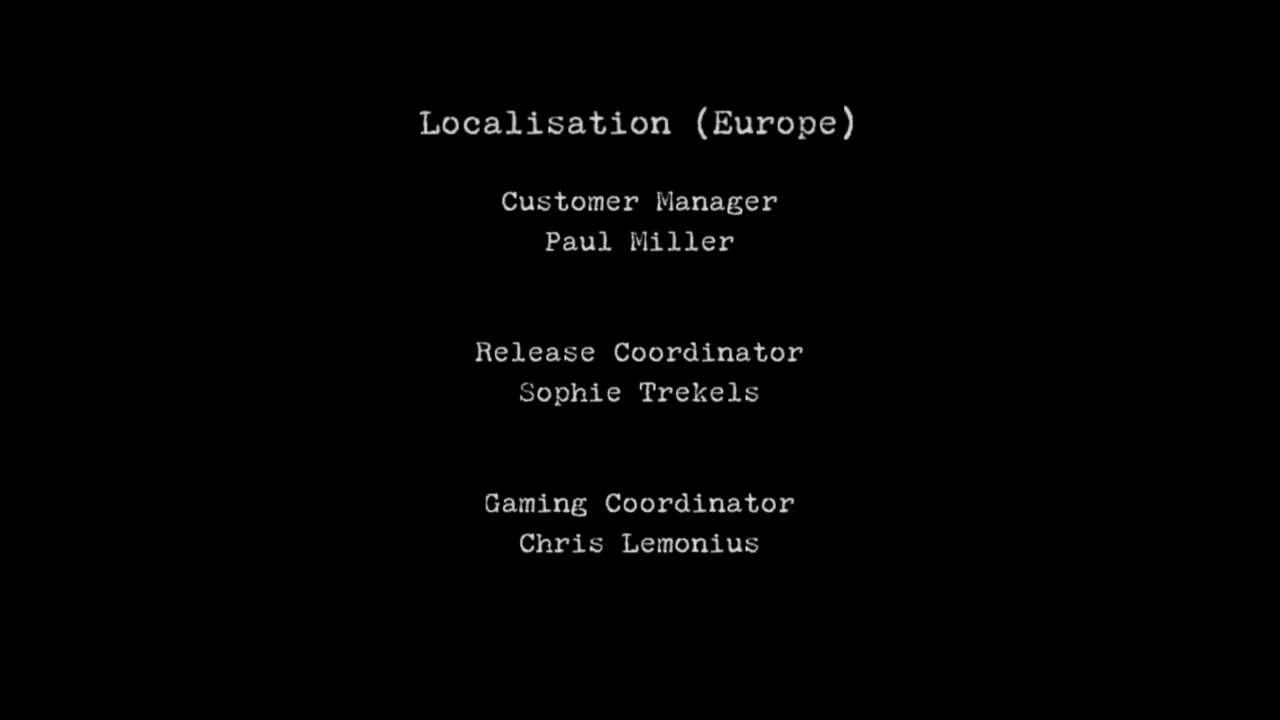 Localisation (Europe)
Customer Manager
Paul Miller
Release Coordinator
Sophie Trekels
Gaming Coordinator
Chris Lemonius